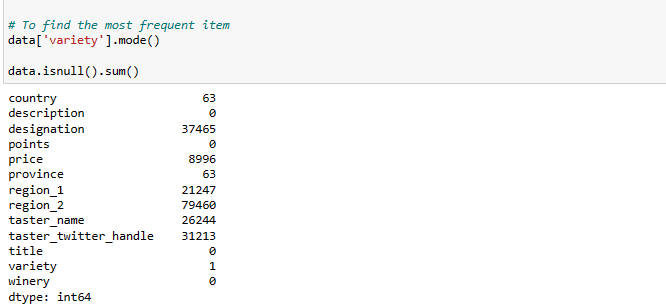 # To find the most frequent item
data['variety'].mode()
data.isnull().sum()
country 63
description 0
designation 37465
points 0
price 8996
province 63
region_1 21247
region_2 79460
taster_name 26244
taster_twitter_handle 31213
title 0
variety 1
winery 0
dtype: int64